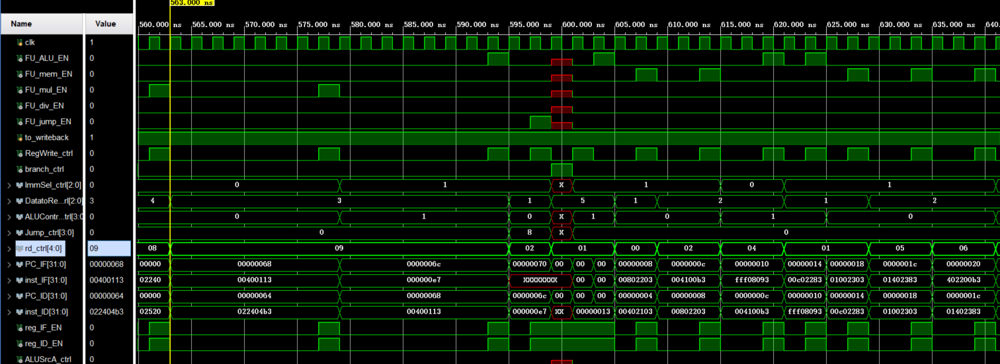 563.000 ns
Name Value 560.000 ns 565.000 ns 570.000 ns 575.000 ns 580.000 ns 585.000 ns 590.000 ns 595.000 ns 600.000 ns 605.000 ns 610.000 ns 615.000 ns 620.000 ns 625.000 ns 630.000 ns 635.000 ns 640.
clk 1
FU_ALU_EN 0
FU_mem_EN 0
FU_mul_EN 0
FU_div_EN 0
FU_jump_EN 0
to_writeback 1
RegWrite_ctrl 0
branch_ctrl 0
ImmSel_ctrl[2:0] 0 0 1 X 1 0 1
DatatoRe...rl[2:0] 3 4 3 1 5 1 2 1 2
ALUContr...trl[3:0 0 0 1 0 X 1 0 1 0
Jump_ctrl[3:0] 0 0 8 X 0
rd_ctrl[4:0] 09 08 09 02 01 00 02 04 01 05 06
PC_IF[31:0] 00000068 00000 00000068 0000006c 00000070 00 00 00 00000008 0000000c 00000010 00000014 00000018 0000001c 00000020
inst_IF[31:0] 00400113 02240 00400113 000000e7 XXXXXXXX 00 00 00802203 004100b3 fff08093 00c02283 01002303 01402383 402200b3
PC_ID[31:0] 00000064 00000 00000064 00000068 0000006c 00 00 00 00000004 00000008 0000000c 00000010 00000014 00000018 0000001c
inst_ID[31:0] 022404b3 02520 022404b3 00400113 000000e7 XX 00000013 00402103 00802203 004100b3 fff08093 00c02283 01002303 01402383
reg_IF_EN 0
reg_ID_EN 0
ALUSrcA_ctrl 0